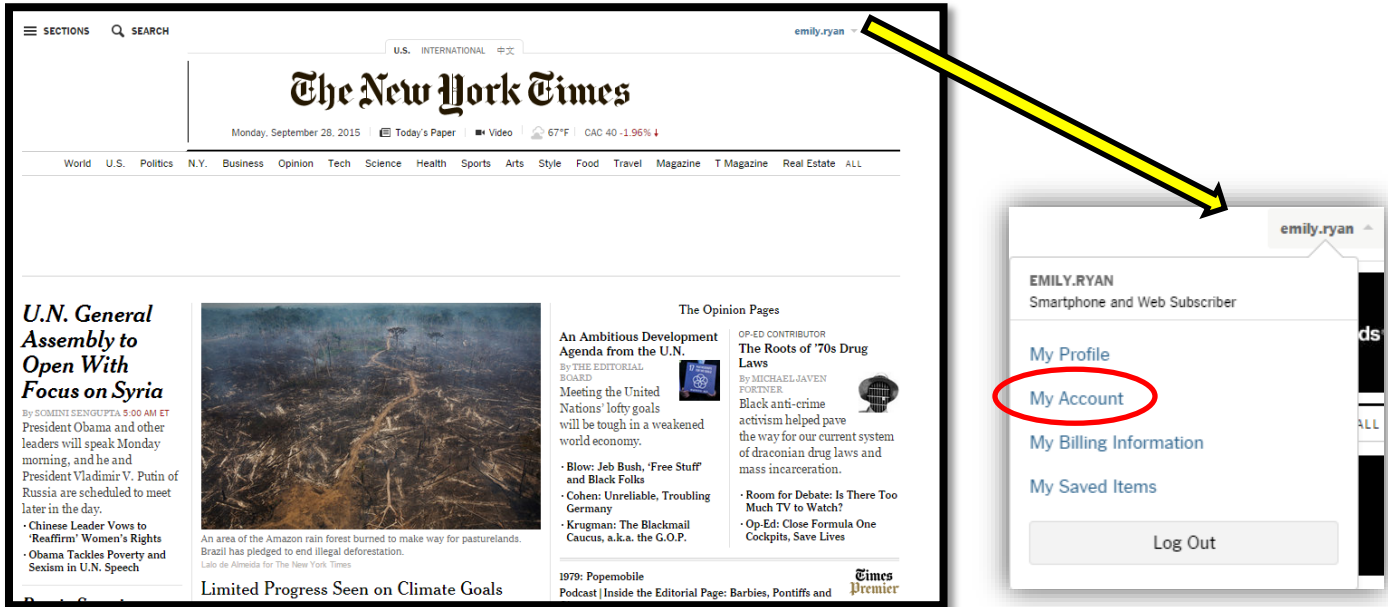 SECTIONS SEARCH emily.ryan
U.S. INTERNATIONAL 中文
The New York Times
Monday, September 28, 2015 Today's Paper Video 67°F CAC 40 -1.96%
World U.S. Politics N.Y. Business Opinion Tech Science Health Sports Arts Style Food Travel Magazine T Magazine Real Estate ALL
U.N. General
Assembly to
Open With
Focus on Syria
By SOMINI SENGUPTA 5:00 AM ET
President Obama and other
leaders will speak Monday
morning, and he and
President Vladimir V. Putin of
Russia are scheduled to meet
later in the day.
· Chinese Leader Vows to
'Reaffirm' Women's Rights
· Obama Tackles Poverty and
Sexism in U.N. Speech
An area of the Amazon rain forest burned to make way for pasturelands.
Brazil has pledged to end illegal deforestation.
Lalo de Almeida for The New York Times
Limited Progress Seen on Climate Goals
The Opinion Pages
An Ambitious Development
Agenda from the U.N.
By THE EDITORIAL
BOARD
Meeting the United
Nations' lofty goals
will be tough in a weakened
world economy.
· Blow: Jeb Bush, 'Free Stuff'
and Black Folks
· Cohen: Unreliable, Troubling
Germany
· Krugman: The Blackmail
Caucus, a.k.a. the G.O.P.
OP-ED CONTRIBUTOR
The Roots of '70s Drug
Laws
By MICHAEL JAVEN
FORTNER
Black anti-crime
activism helped pave
the way for our current system
of draconian drug laws and
mass incarceration.
· Room for Debate: Is There Too
Much TV to Watch?
· Op-Ed: Close Formula One
Cockpits, Save Lives
1979: Popemobile
Podcast | Inside the Editorial Page: Barbies, Pontiffs and
Times
Premier
emily.ryan
EMILY.RYAN
Smartphone and Web Subscriber
My Profile
My Account
My Billing Information
My Saved Items
Log Out
ds
ALL